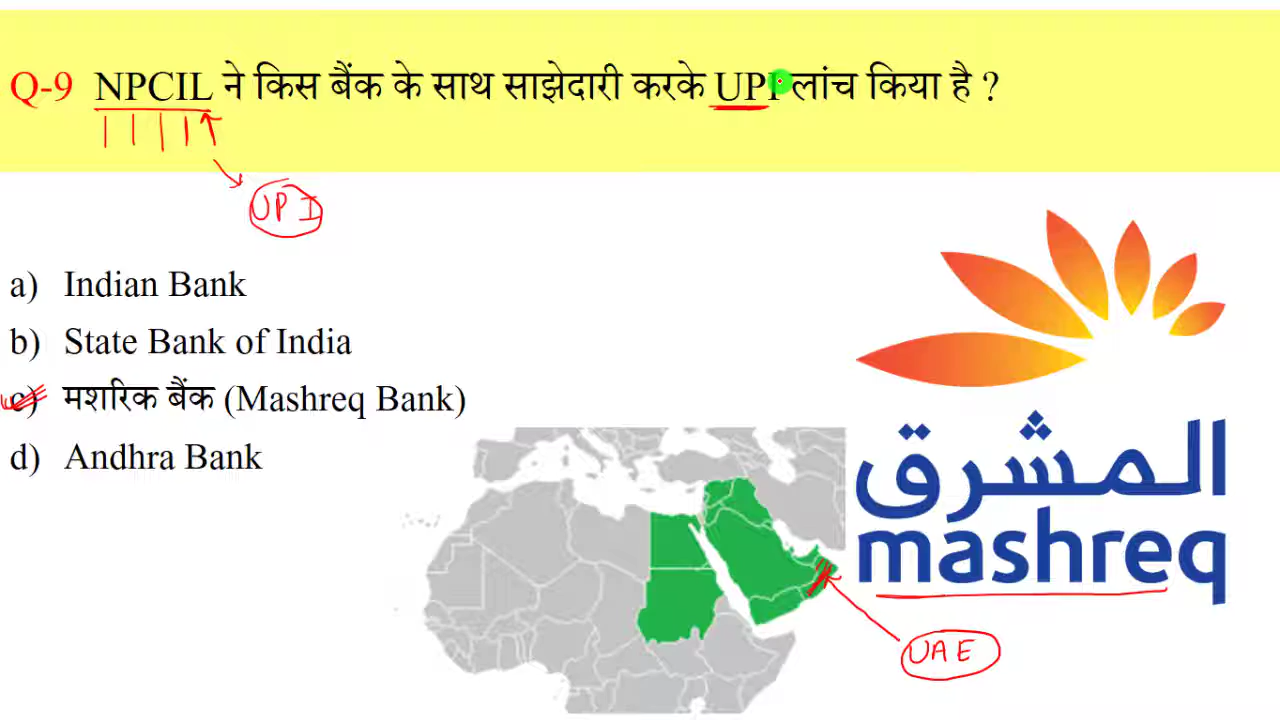 Q-9 NPCIL ने किस बैंक के साथ साझेदारी करके UPI लांच किया है ?
UPI
a) Indian Bank
b) State Bank of India
c) मशरिक बैंक (Mashreq Bank)
d) Andhra Bank
المشرق
mashreq
UAE